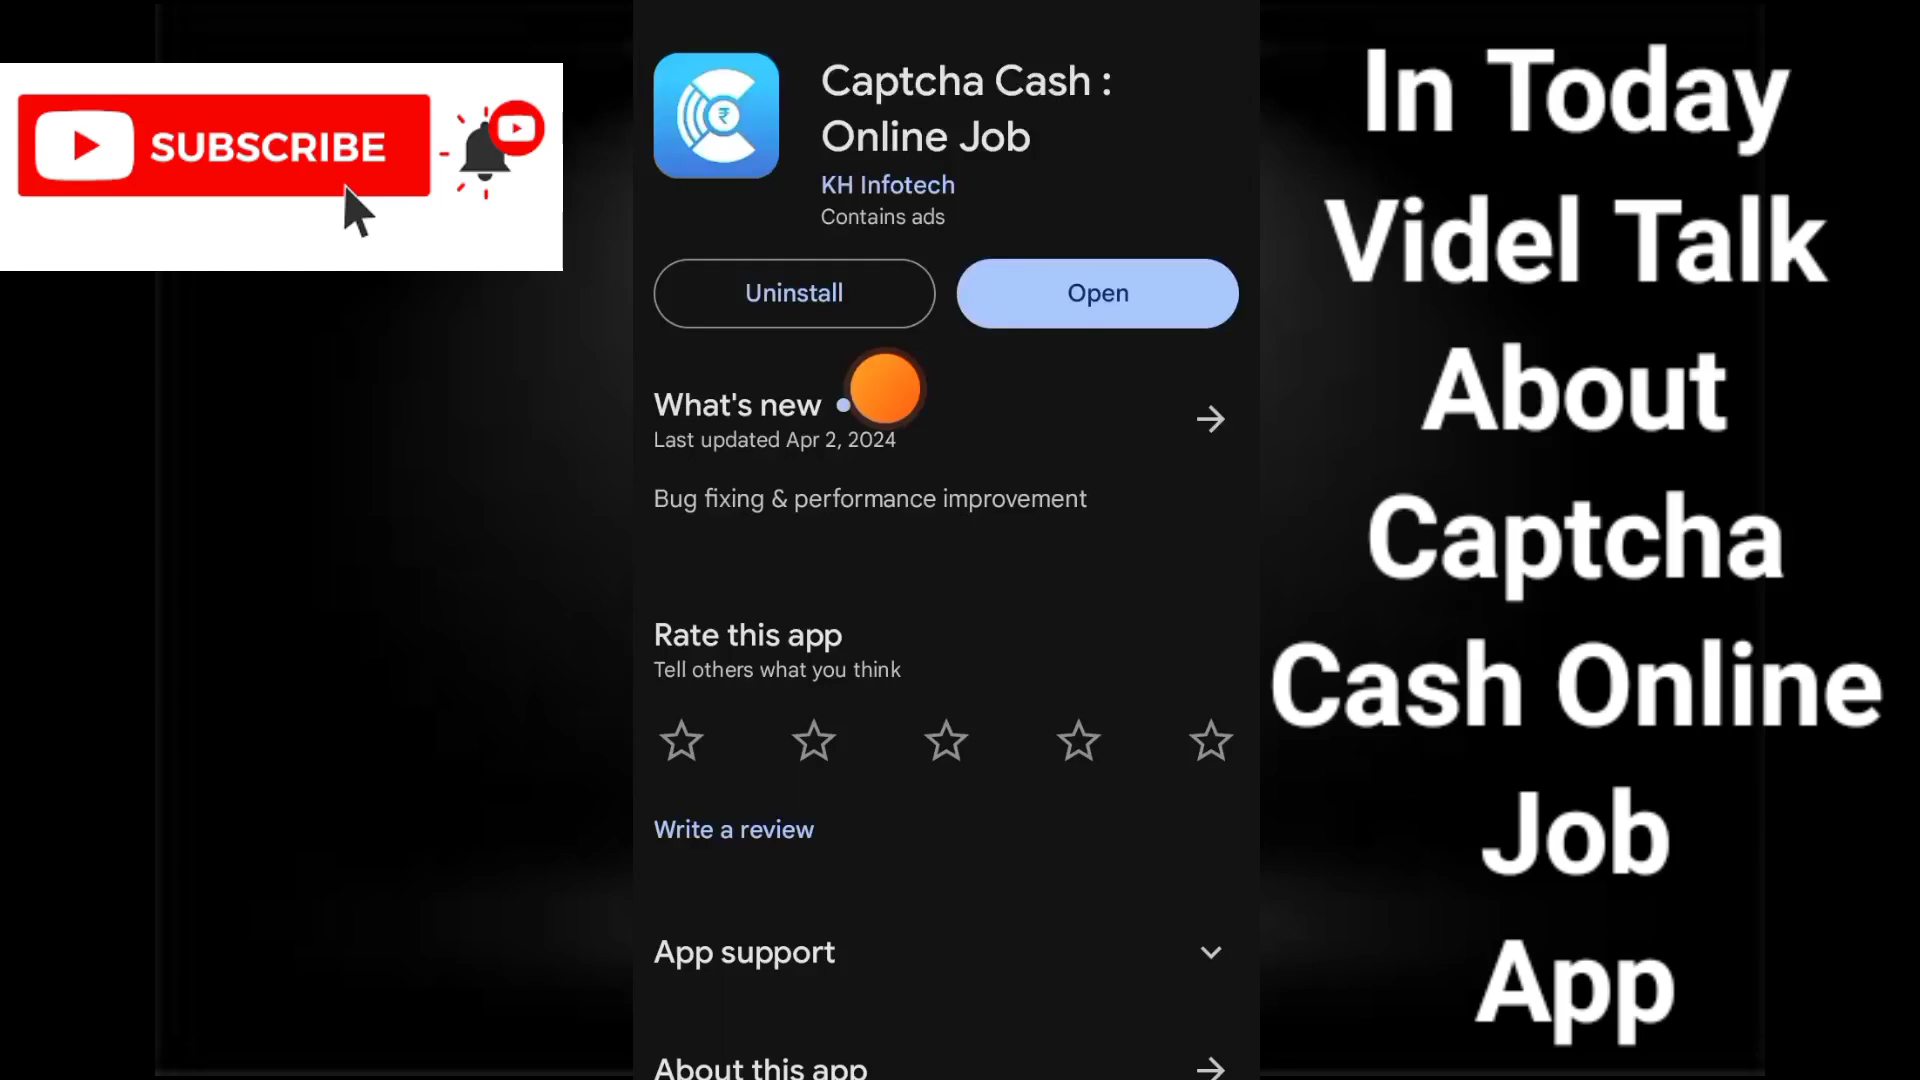 SUBSCRIBE
Captcha Cash :
Online Job
KH Infotech
Contains ads
Uninstall
Open
What's new
Last updated Apr 2, 2024
Bug fixing & performance improvement
Rate this app
Tell others what you think
Write a review
App support
About this app
In Today
Videl Talk
About
Captcha
Cash Online
Job
App